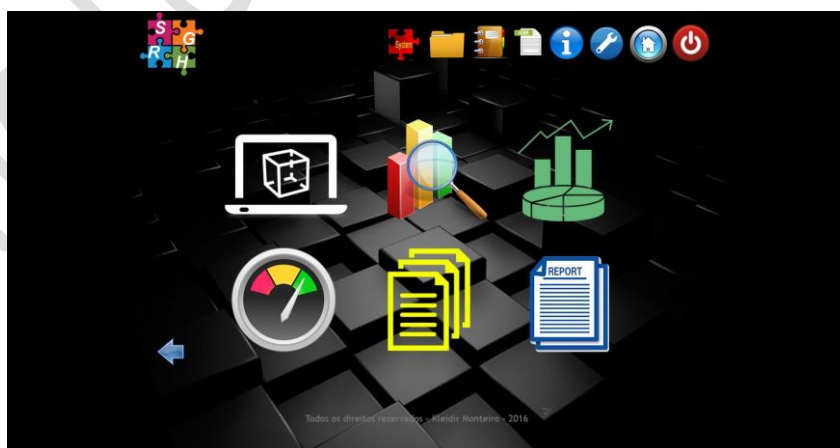 S
G
R
H
System
REPORT
Todos os direitos reservados - Kleidir Monteiro - 2016